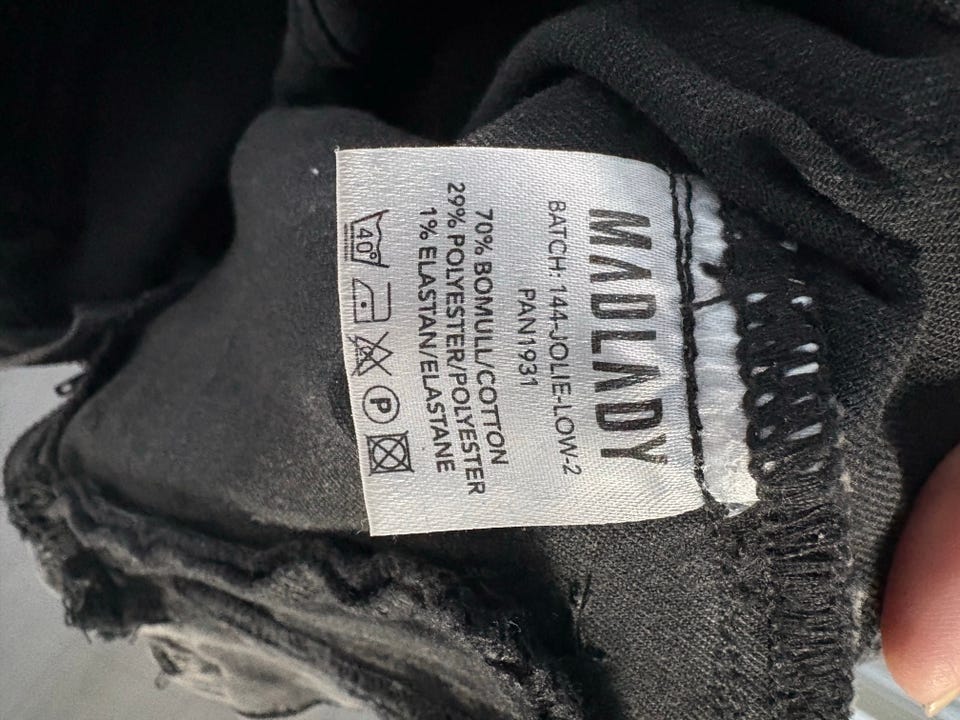 MADLADY
BATCH: 144-JOLIE-LOW-2
PAN1931
70% BOMULL/COTTON
29% POLYESTER/POLYESTER
1% ELASTAN/ELASTANE
40° P